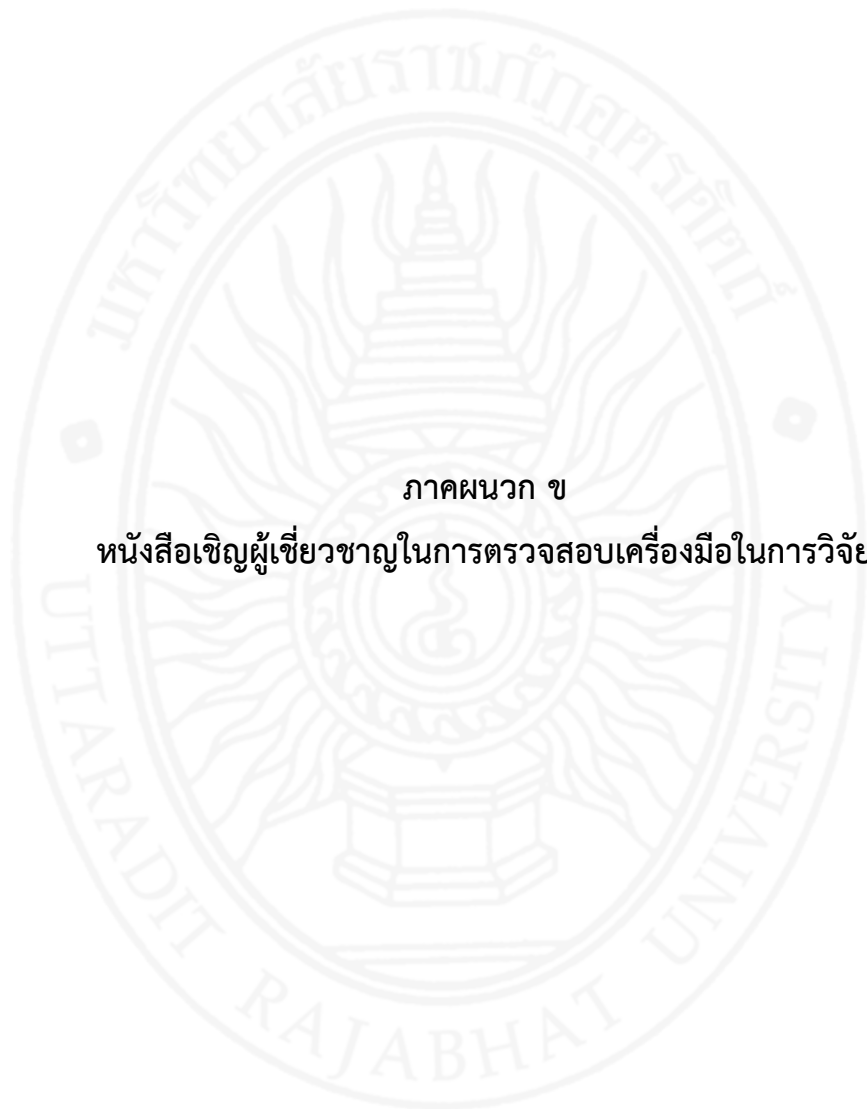 มหาวิทยาลัยราชภัฏอุตรดิตถ์
ภาคผนวก ข
หนังสือเชิญผู้เชี่ยวชาญในการตรวจสอบเครื่องมือในการวิจัย
UTTARADIT RAJABHAT UNIVERSITY